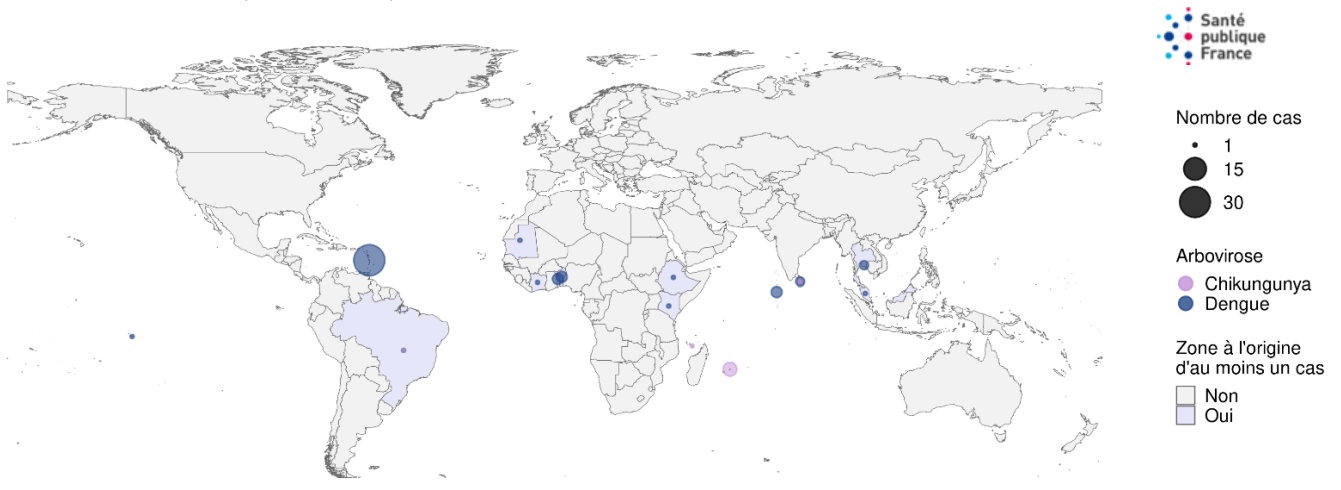 Santé
publique
France
Nombre de cas
1
15
30
Arbovirose
Chikungunya
Dengue
Zone à l'origine
d'au moins un cas
Non
Oui